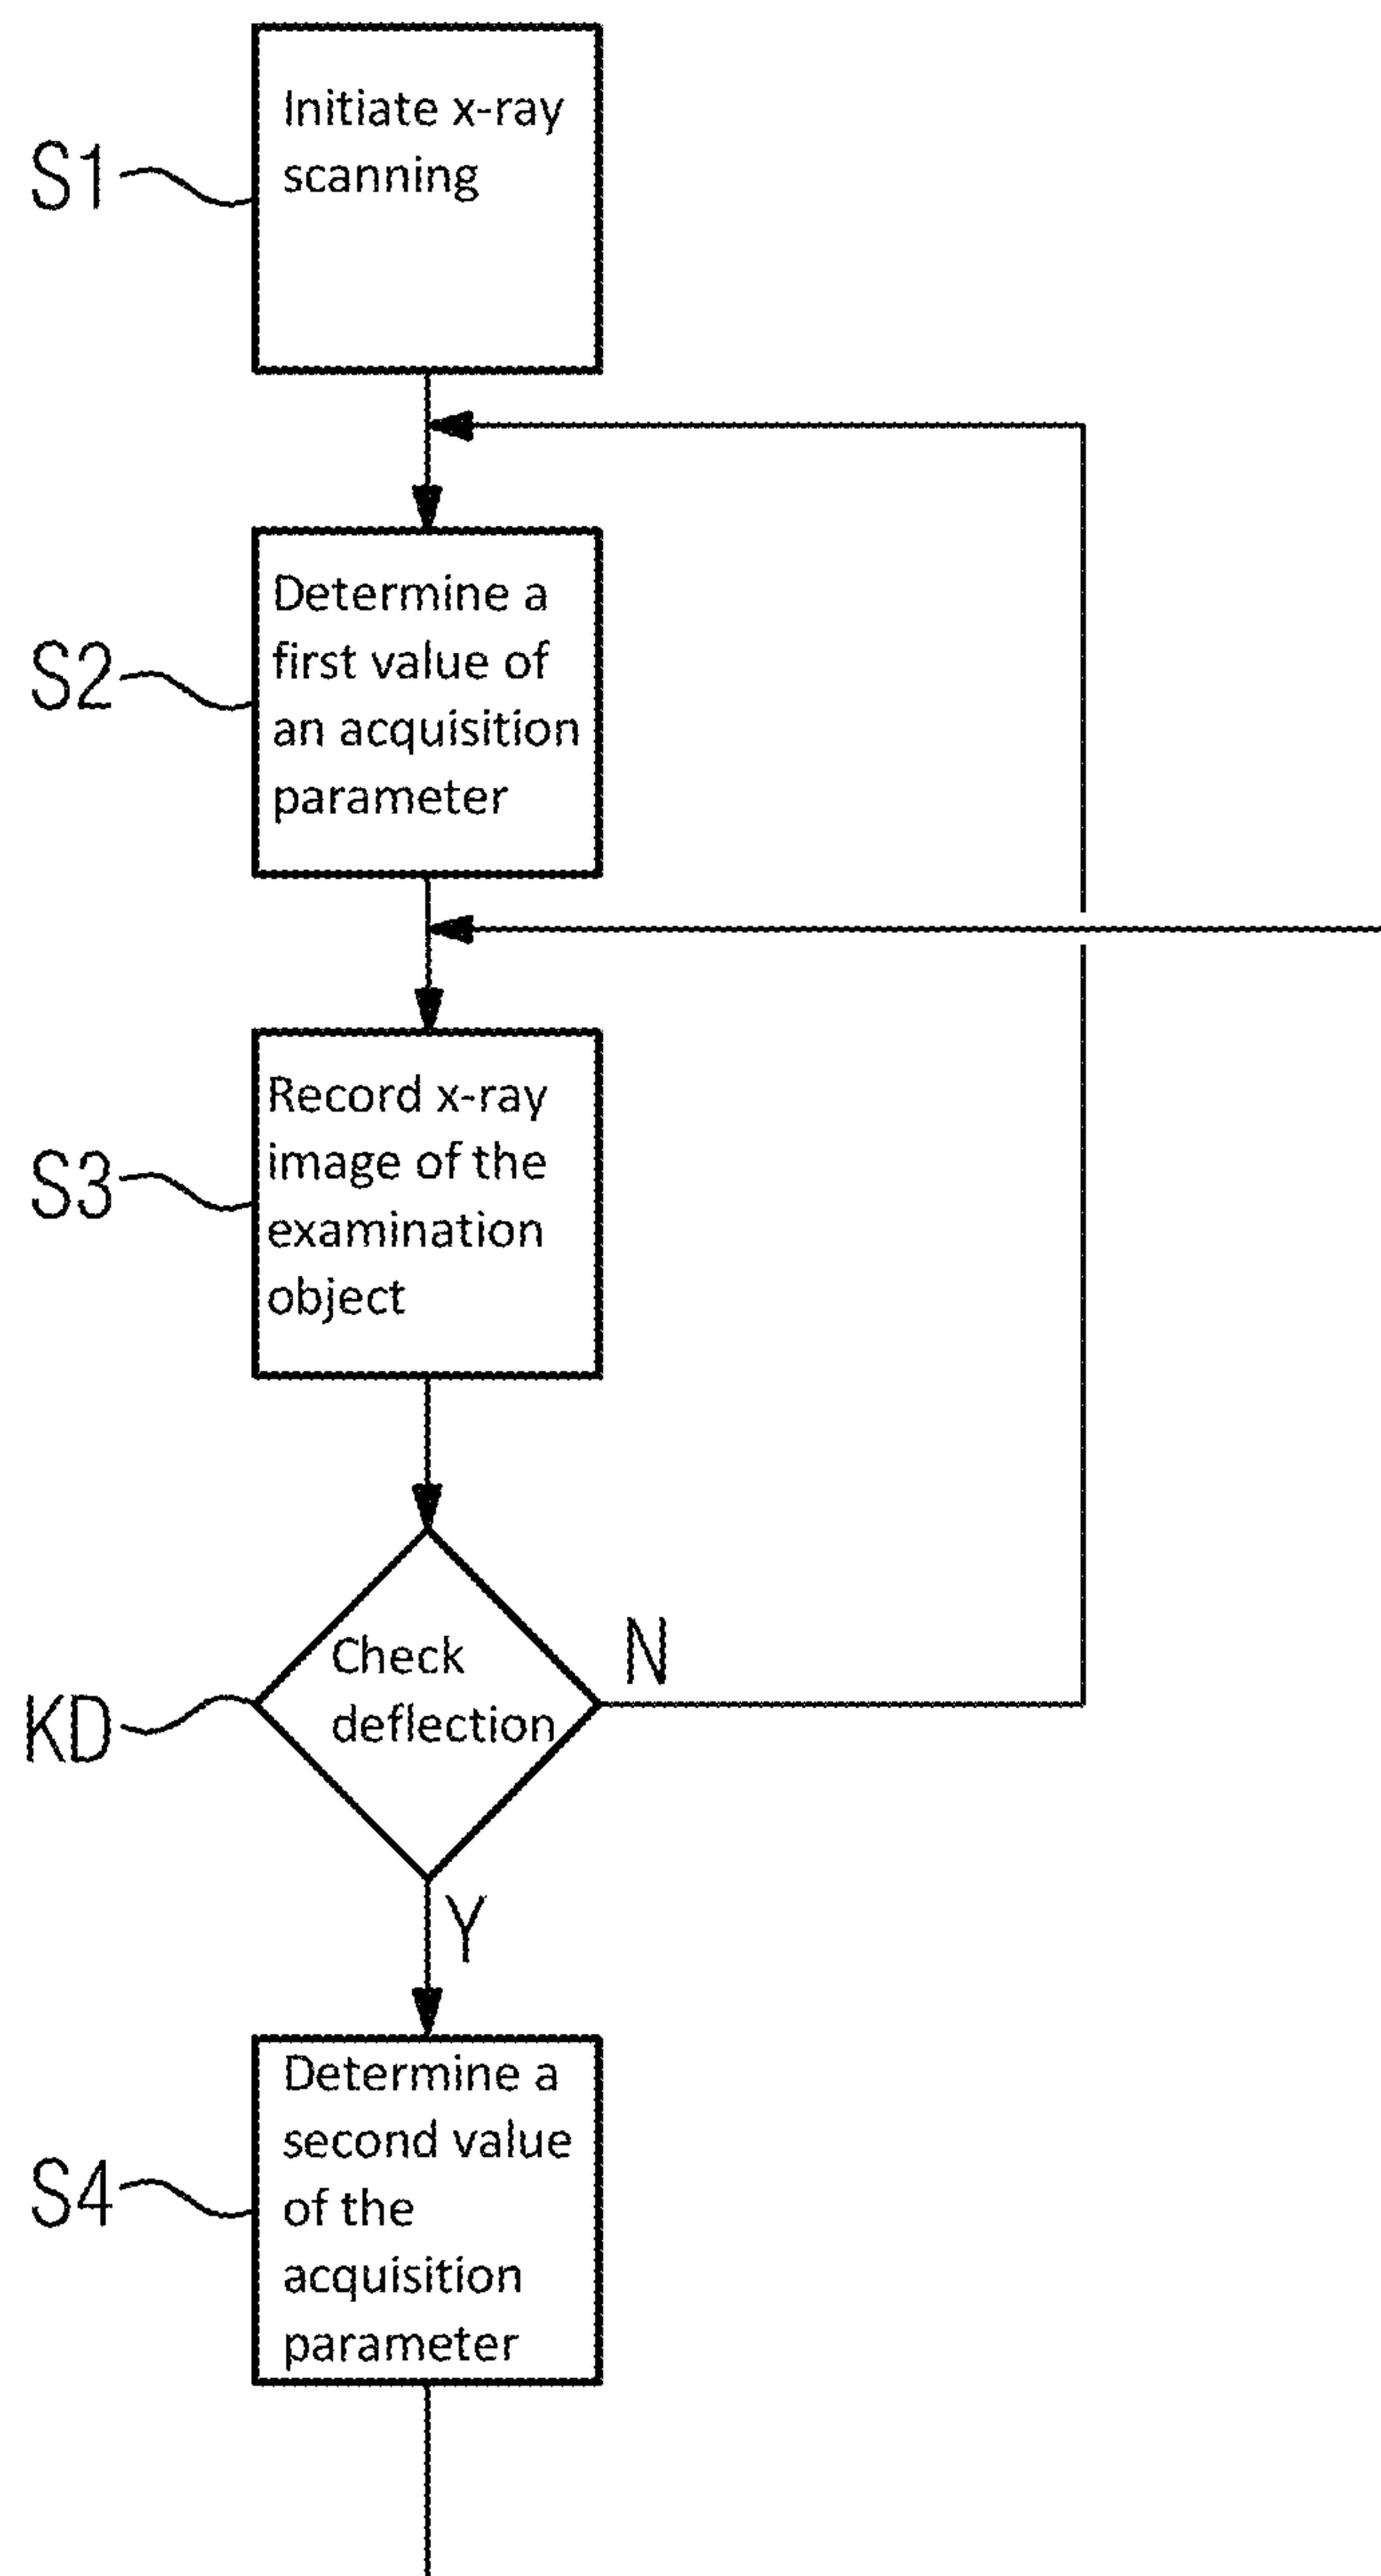 S1
Initiate x-ray
scanning
S2
Determine a
first value of
an acquisition
parameter
S3
Record x-ray
image of the
examination
object
KD
Check
deflection
N
Y
S4
Determine a
second value
of the
acquisition
parameter